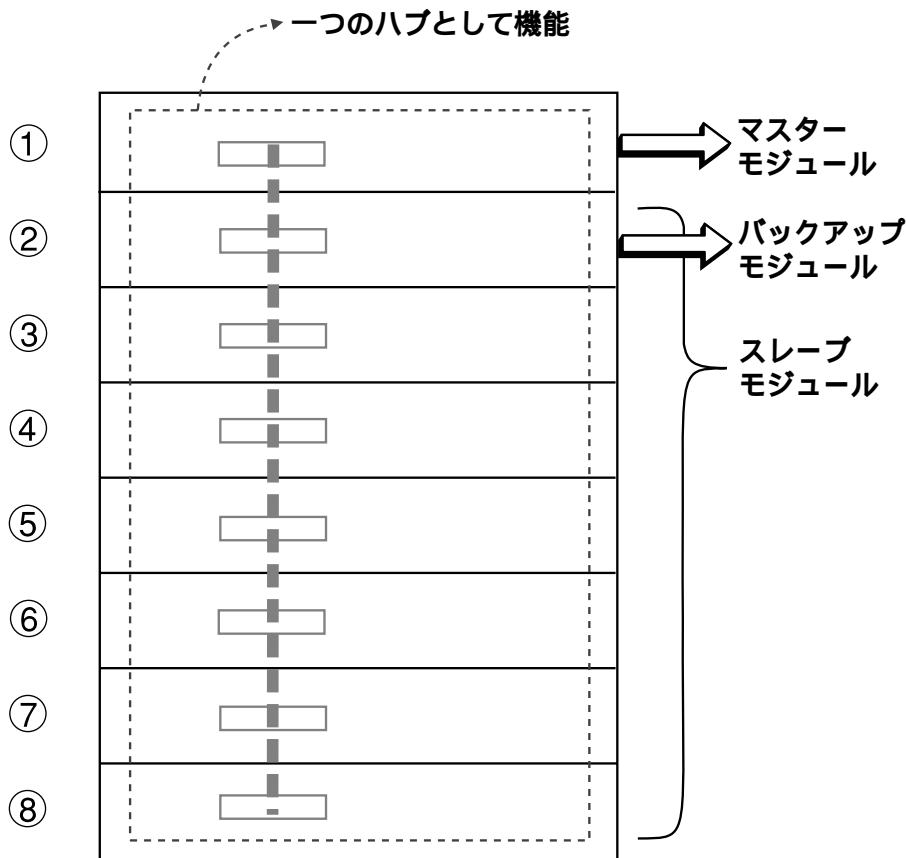 一つのハブとして機能
①
マスター
モジュール
②
バックアップ
モジュール
③
スレーブ
モジュール
④
⑤
⑥
⑦
⑧